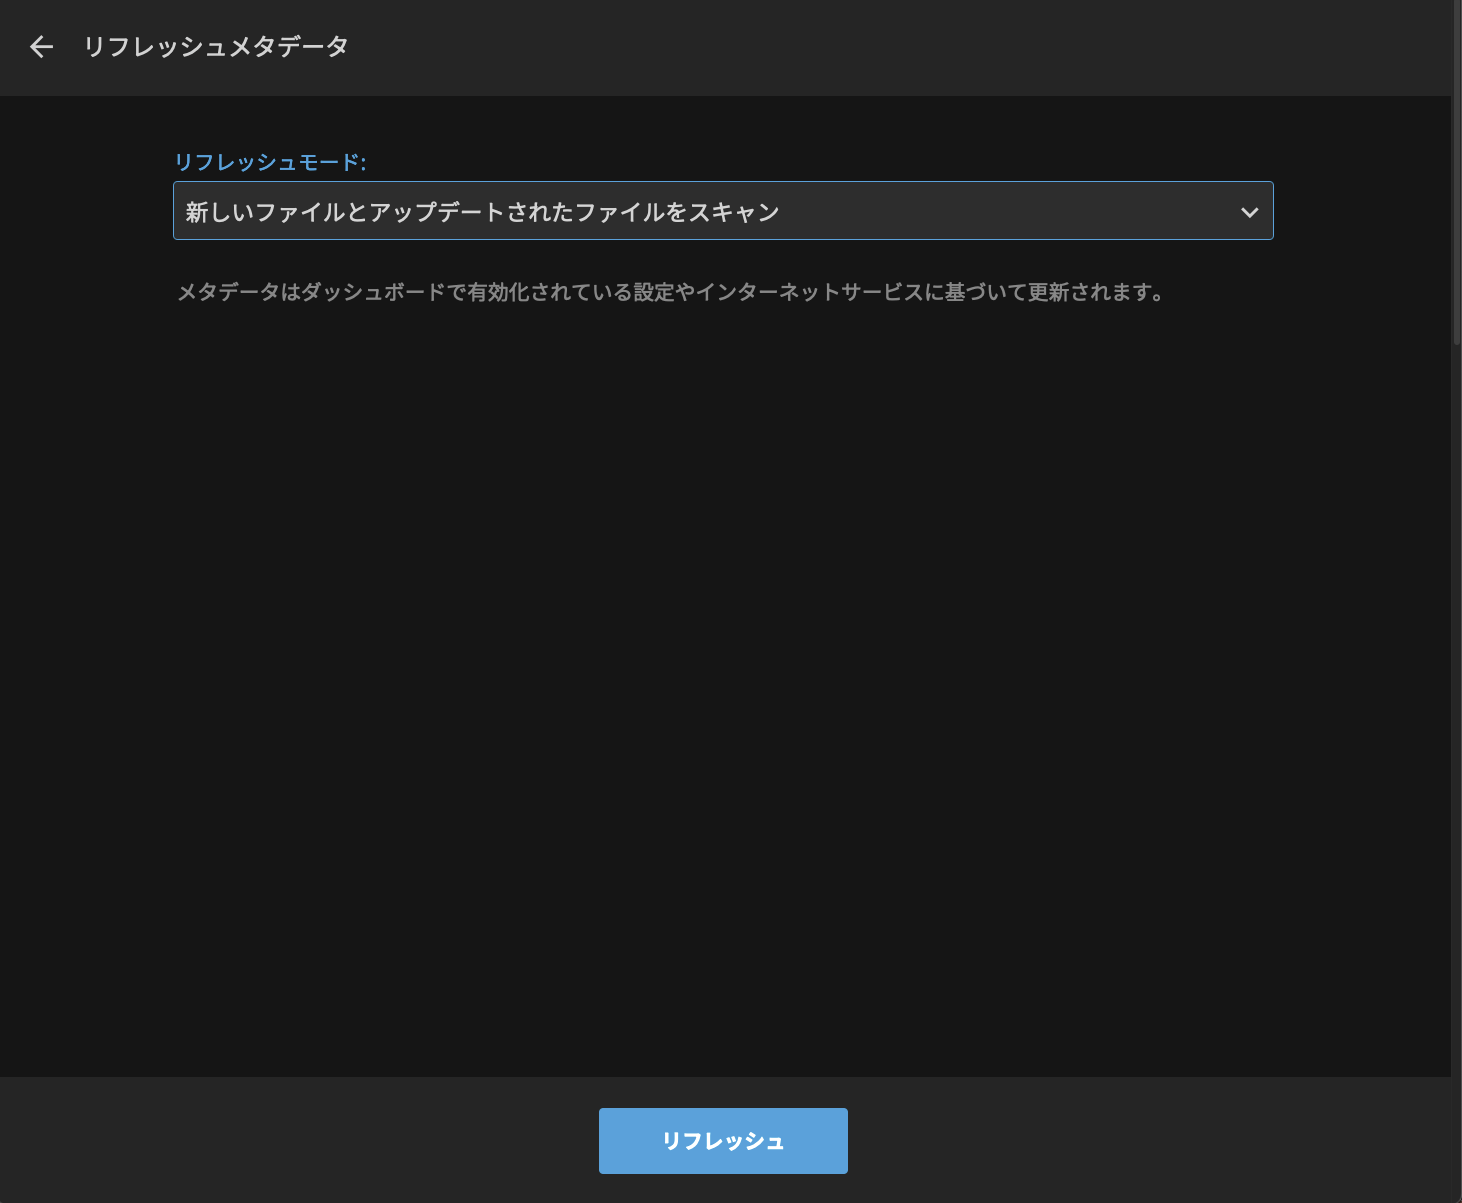 リフレッシュメタデータ
リフレッシュモード:
新しいファイルとアップデートされたファイルをスキャン
メタデータはダッシュボードで有効化されている設定やインターネットサービスに基づいて更新されます。
リフレッシュ